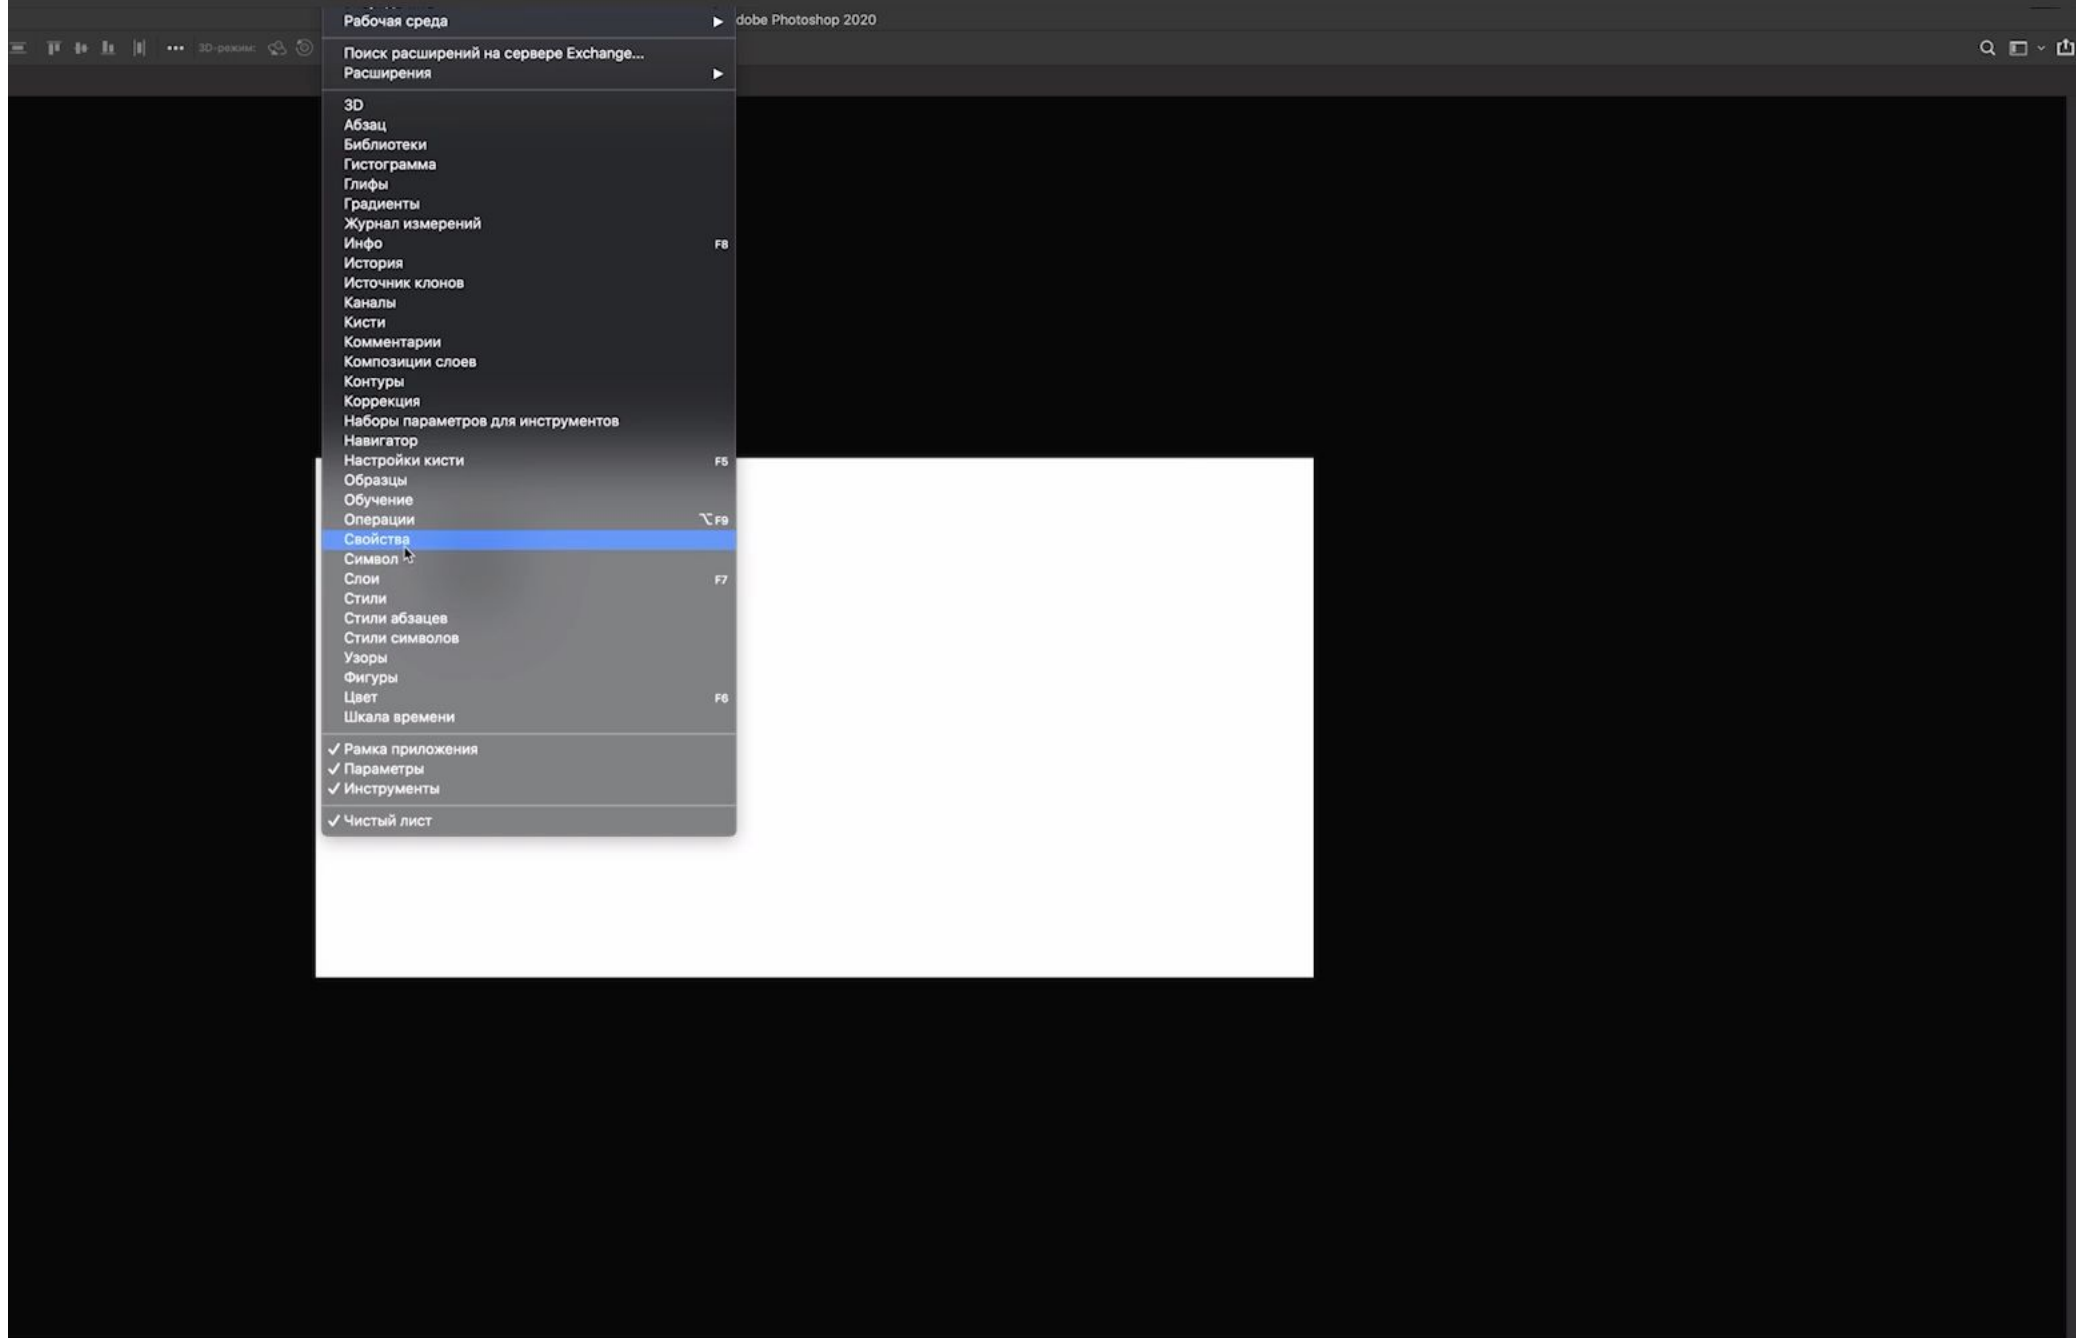 Рабочая среда
dobe Photoshop 2020
3D-режим:
Поиск расширений на сервере Exchange...
Расширения
3D
Абзац
Библиотеки
Гистограмма
Глифы
Градиенты
Журнал измерений
Инфо F8
История
Источник клонов
Каналы
Кисти
Комментарии
Композиции слоев
Контуры
Коррекция
Наборы параметров для инструментов
Навигатор
Настройки кисти F5
Образцы
Обучение
Операции ⌥F9
Свойства
Символ
Слои F7
Стили
Стили абзацев
Стили символов
Узоры
Фигуры
Цвет F6
Шкала времени
✓ Рамка приложения
✓ Параметры
✓ Инструменты
✓ Чистый лист